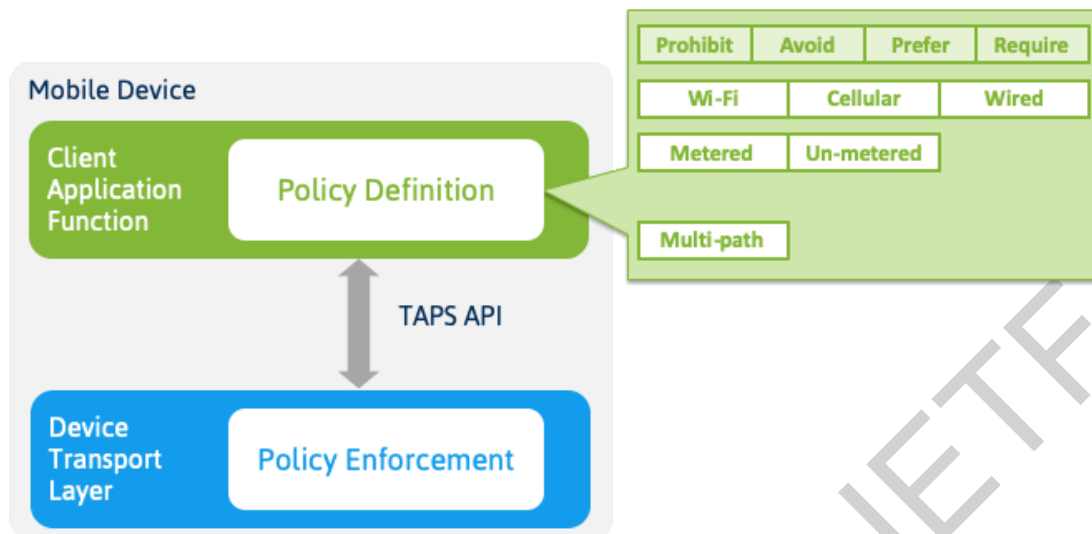 Mobile Device
Client
Application
Function
Policy Definition
TAPS API
Device
Transport
Layer
Policy Enforcement
Prohibit Avoid Prefer Require
Wi-Fi Cellular Wired
Metered Un-metered
Multi-path
IETF